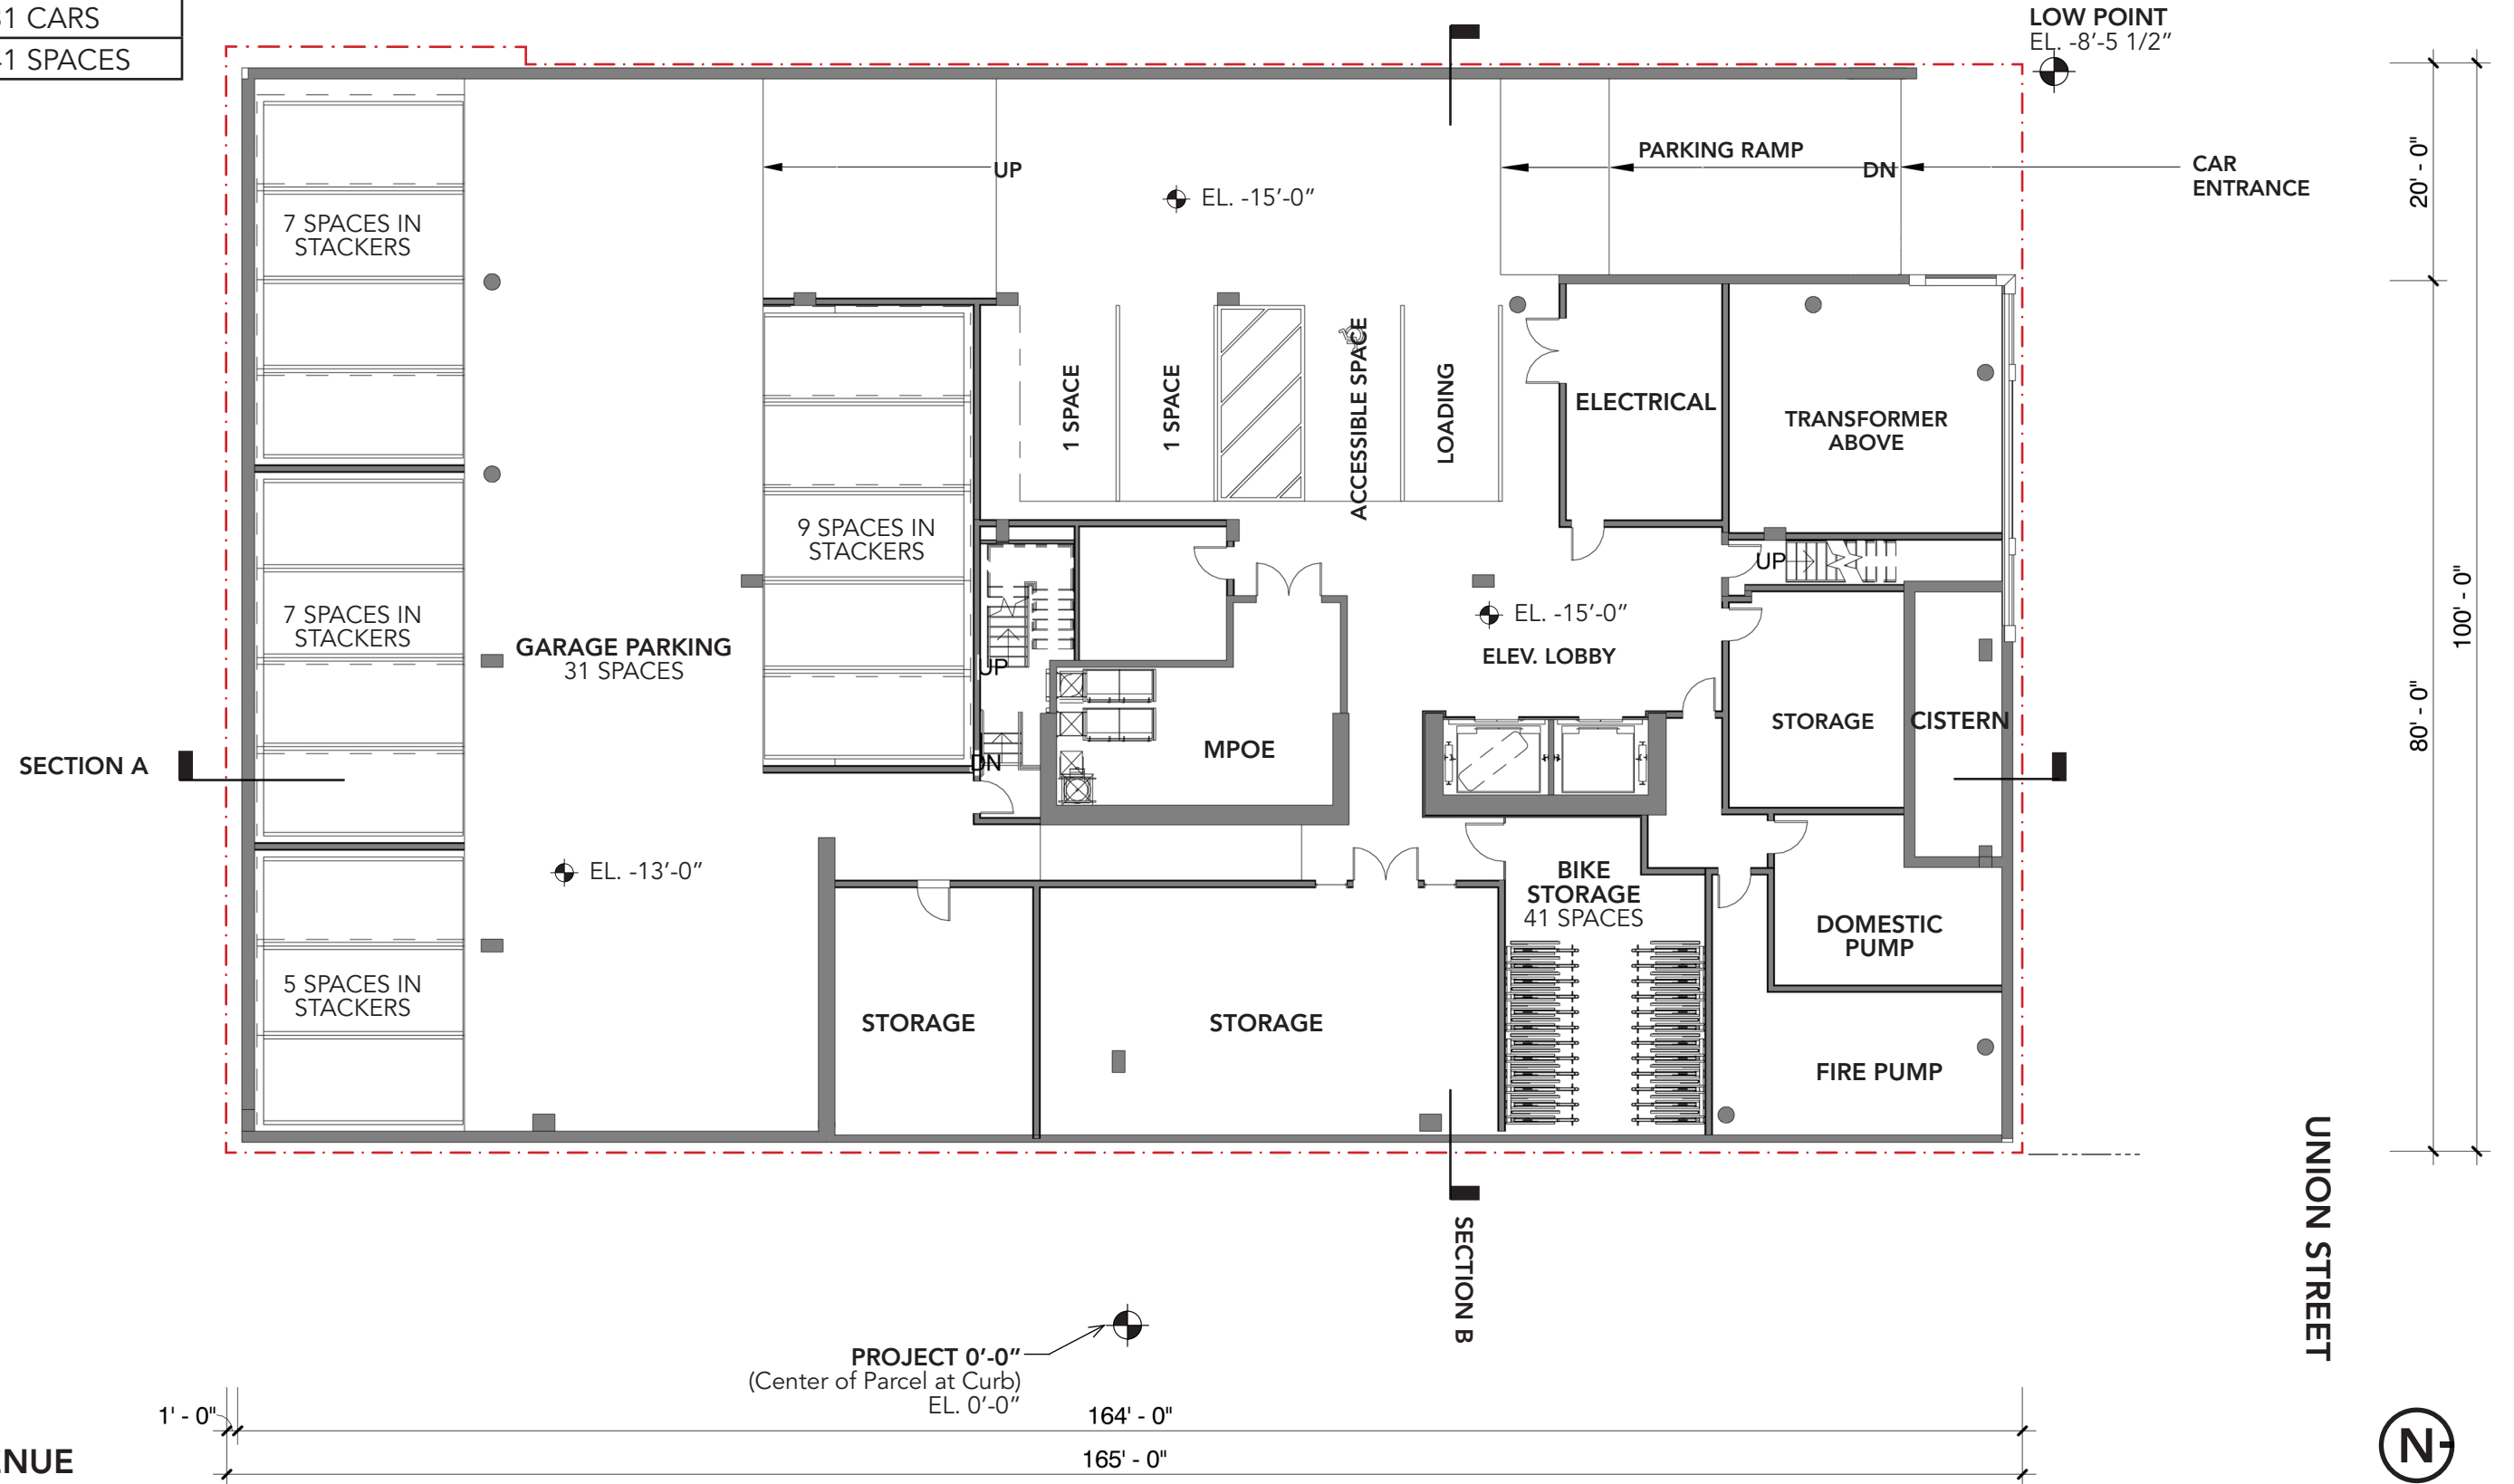 CARS
SPACES
LOW POINT
EL. -8'-5 1/2"
UP
PARKING RAMP
DN
CAR
ENTRANCE
EL. -15'-0"
20' - 0"
7 SPACES IN
STACKERS
1 SPACE
1 SPACE
ACCESSIBLE SPACE
LOADING
ELECTRICAL
TRANSFORMER
ABOVE
9 SPACES IN
STACKERS
UP
7 SPACES IN
STACKERS
GARAGE PARKING
31 SPACES
UP
EL. -15'-0"
ELEV. LOBBY
100' - 0"
80' - 0"
SECTION A
DN
MPOE
STORAGE
CISTERN
EL. -13'-0"
BIKE
STORAGE
41 SPACES
DOMESTIC
PUMP
5 SPACES IN
STACKERS
STORAGE
STORAGE
FIRE PUMP
UNION STREET
SECTION B
PROJECT 0'-0"
(Center of Parcel at Curb)
EL. 0'-0"
1' - 0"
164' - 0"
165' - 0"
N